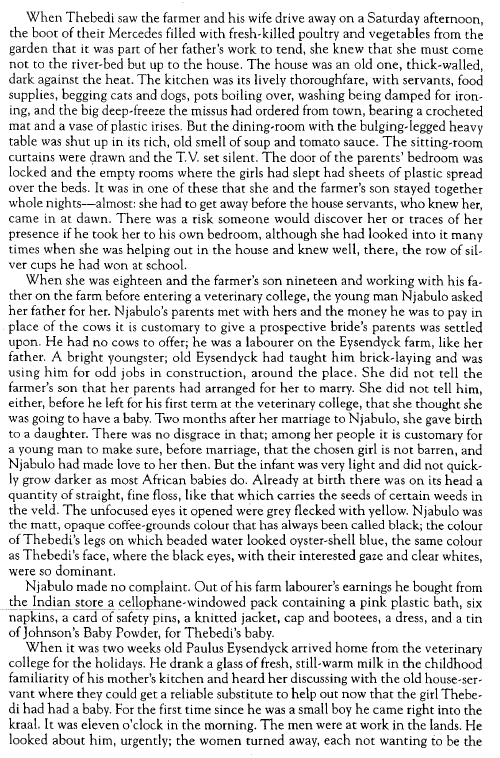 When Thebedi saw the farmer and his wife drive away on a Saturday afternoon,
the boot of their Mercedes filled with fresh-killed poultry and vegetables from the
garden that it was part of her father's work to tend, she knew that she must come
not to the river-bed but up to the house. The house was an old one, thick-walled,
dark against the heat. The kitchen was its lively thoroughfare, with servants, food
supplies, begging cats and dogs, pots boiling over, washing being damped for iron-
ing, and the big deep-freeze the missus had ordered from town, bearing a crocheted
mat and a vase of plastic irises. But the dining-room with the bulging-legged heavy
table was shut up in its rich, old smell of soup and tomato sauce. The sitting-room
curtains were drawn and the T.V. set silent. The door of the parents' bedroom was
locked and the empty rooms where the girls had slept had sheets of plastic spread
over the beds. It was in one of these that she and the farmer's son stayed together
whole nights—almost: she had to get away before the house servants, who knew her,
came in at dawn. There was a risk someone would discover her or traces of her
presence if he took her to his own bedroom, although she had looked into it many
times when she was helping out in the house and knew well, there, the row of sil-
ver cups he had won at school.
When she was eighteen and the farmer's son nineteen and working with his fa-
ther on the farm before entering a veterinary college, the young man Njabulo asked
her father for her. Njabulo's parents met with hers and the money he was to pay in
place of the cows it is customary to give a prospective bride's parents was settled
upon. He had no cows to offer; he was a labourer on the Eysendyck farm, like her
father. A bright youngster; old Eysendyck had taught him brick-laying and was
using him for odd jobs in construction, around the place. She did not tell the
farmer's son that her parents had arranged for her to marry. She did not tell him,
either, before he left for his first term at the veterinary college, that she thought she
was going to have a baby. Two months after her marriage to Njabulo, she gave birth
to a daughter. There was no disgrace in that; among her people it is customary for
a young man to make sure, before marriage, that the chosen girl is not barren, and
Njabulo had made love to her then. But the infant was very light and did not quick-
ly grow darker as most African babies do. Already at birth there was on its head a
quantity of straight, fine floss, like that which carries the seeds of certain weeds in
the veld. The unfocused eyes it opened were grey flecked with yellow. Njabulo was
the matt, opaque coffee-grounds colour that has always been called black; the colour
of Thebedi's legs on which beaded water looked oyster-shell blue, the same colour
as Thebedi's face, where the black eyes, with their interested gaze and clear whites,
were so dominant.
Njabulo made no complaint. Out of his farm labourer's earnings he bought from
the Indian store a cellophane-windowed pack containing a pink plastic bath, six
napkins, a card of safety pins, a knitted jacket, cap and bootees, a dress, and a tin
of Johnson's Baby Powder, for Thebedi's baby.
When it was two weeks old Paulus Eysendyck arrived home from the veterinary
college for the holidays. He drank a glass of fresh, still-warm milk in the childhood
familiarity of his mother's kitchen and heard her discussing with the old house-ser-
vant where they could get a reliable substitute to help out now that the girl Thebe-
di had had a baby. For the first time since he was a small boy he came right into the
kraal. It was eleven o'clock in the morning. The men were at work in the lands. He
looked about him, urgently; the women turned away, each not wanting to be the